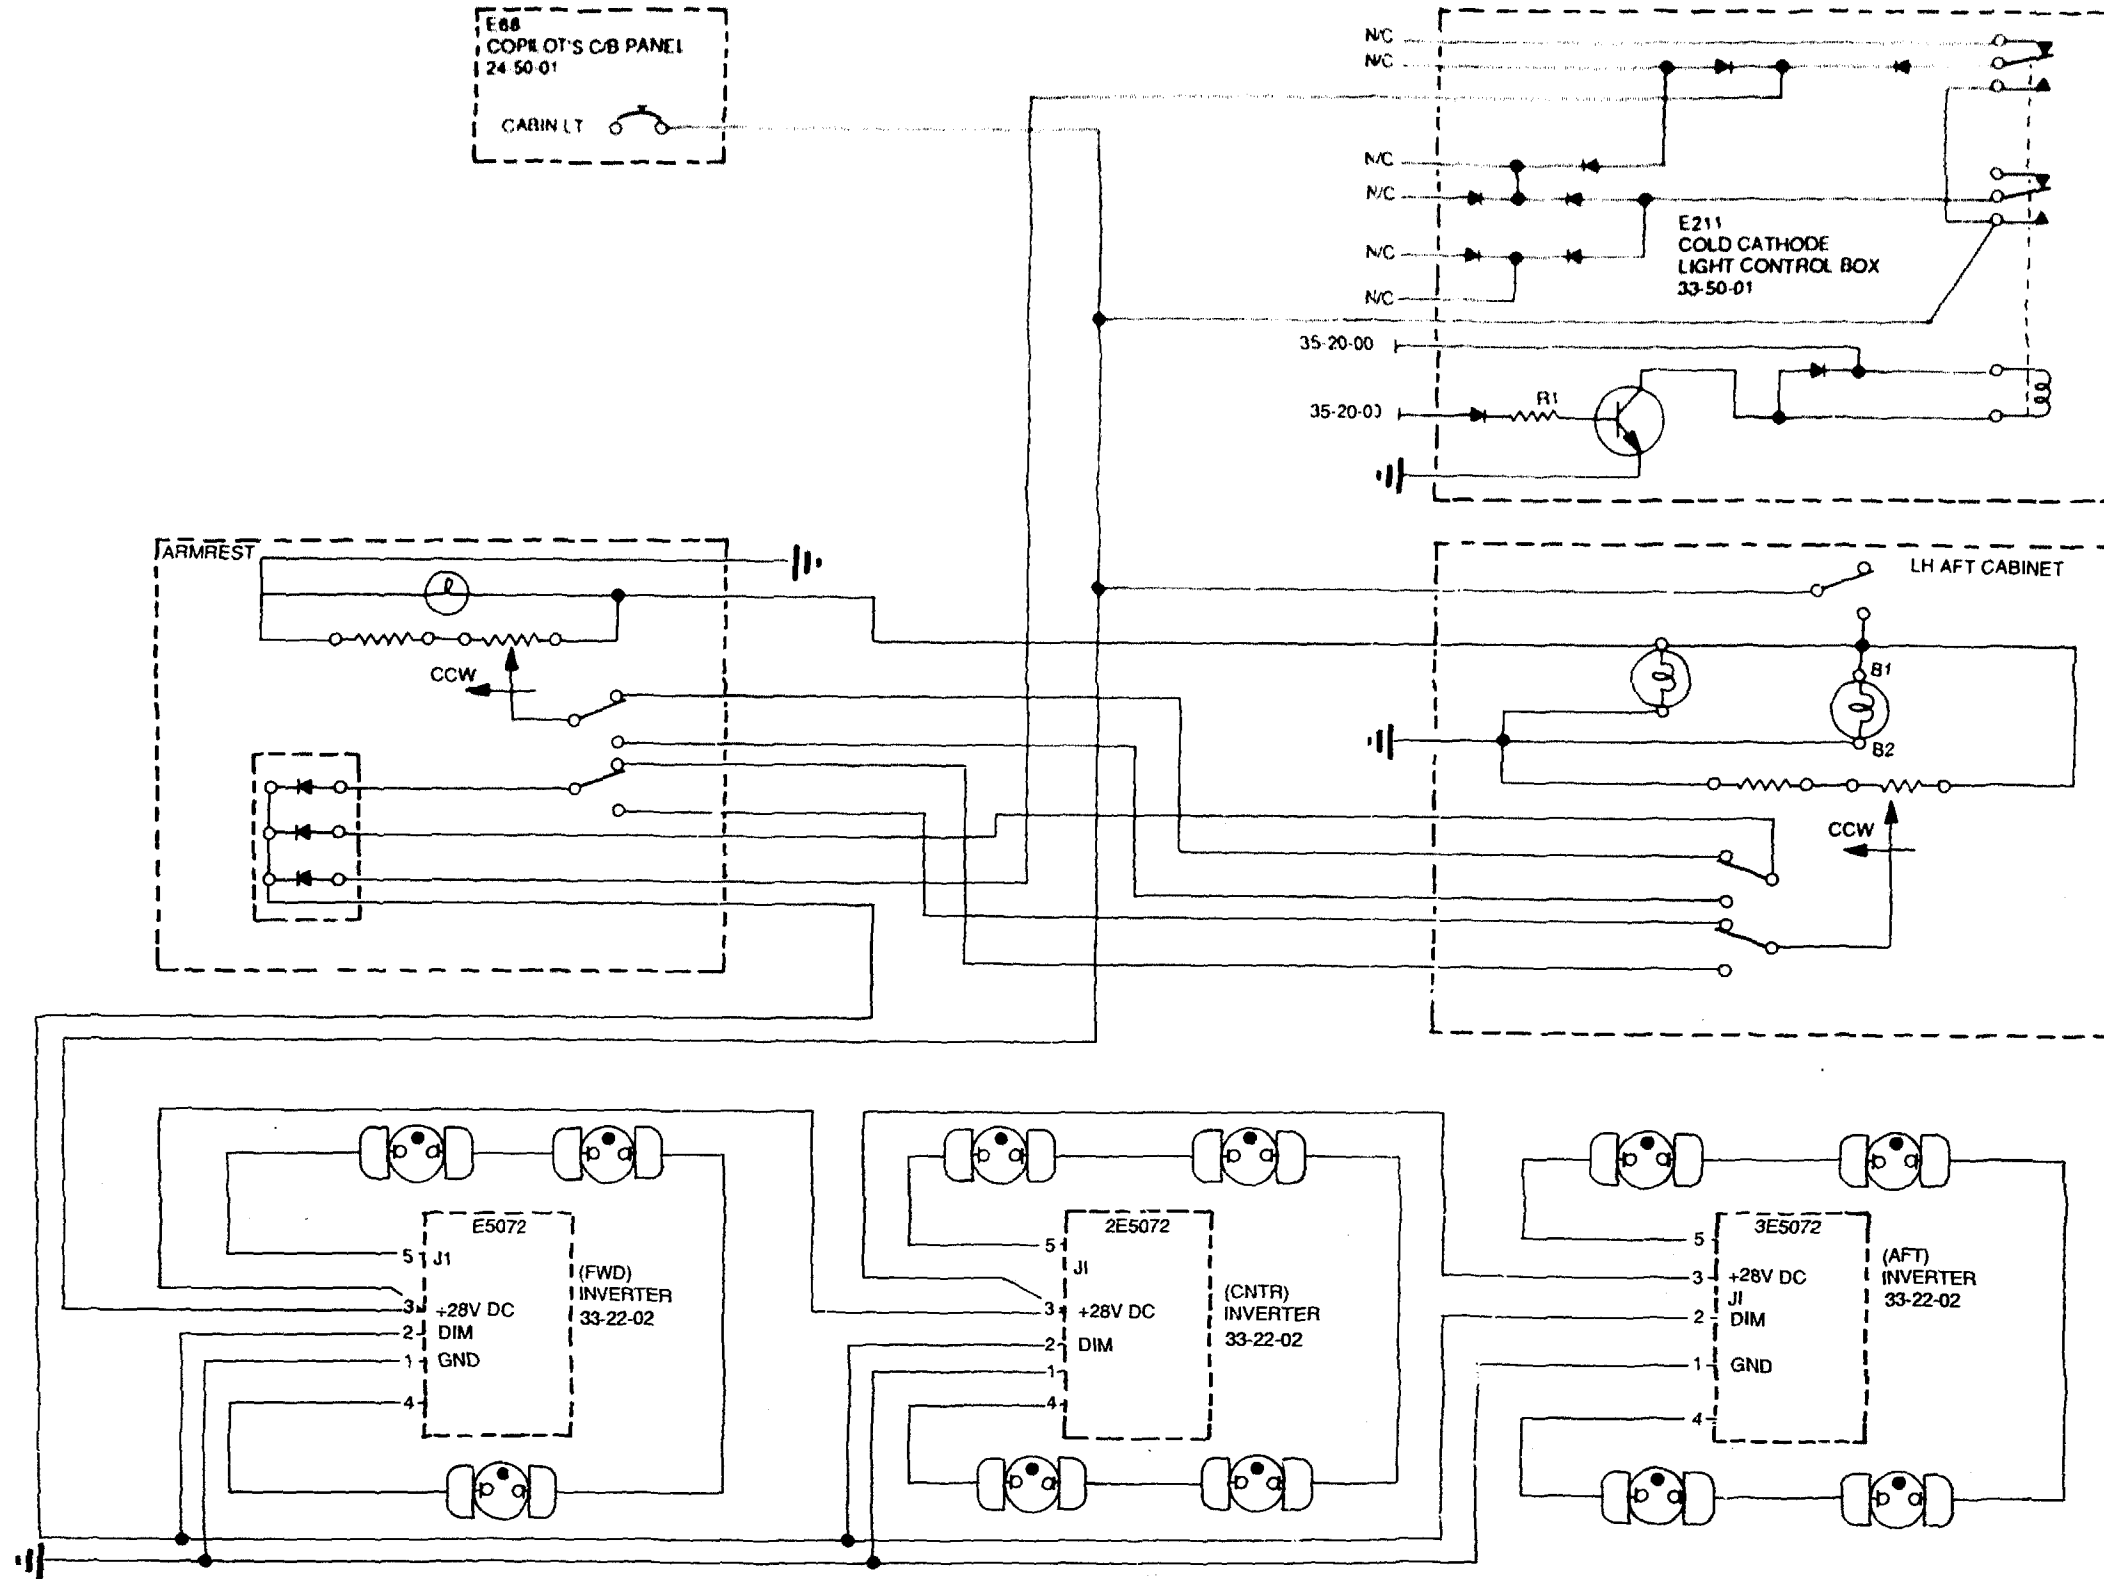 E68
COPILOT'S C/B PANEL
24-50-01
CABIN LT
N/C
N/C
N/C
N/C
N/C
N/C
E211
COLD CATHODE
LIGHT CONTROL BOX
33-50-01
35-20-00
35-20-00
R1
ARMREST
CCW
LH AFT CABINET
B1
B2
CCW
E5072
5 J1
3 +28V DC
2 DIM
1 GND
4
(FWD)
INVERTER
33-22-02
2E5072
5
J1
3 +28V DC
2 DIM
1
4
(CNTR)
INVERTER
33-22-02
3E5072
5
3 +28V DC
J1
2 DIM
1 GND
4
(AFT)
INVERTER
33-22-02